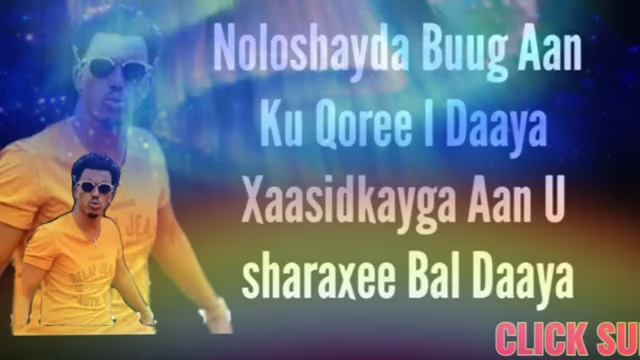 Noloshayda Buug Aan
Ku Qoree I Daaya
Xaasidkayga Aan U
sharaxee Bal Daaya
CLICK SU